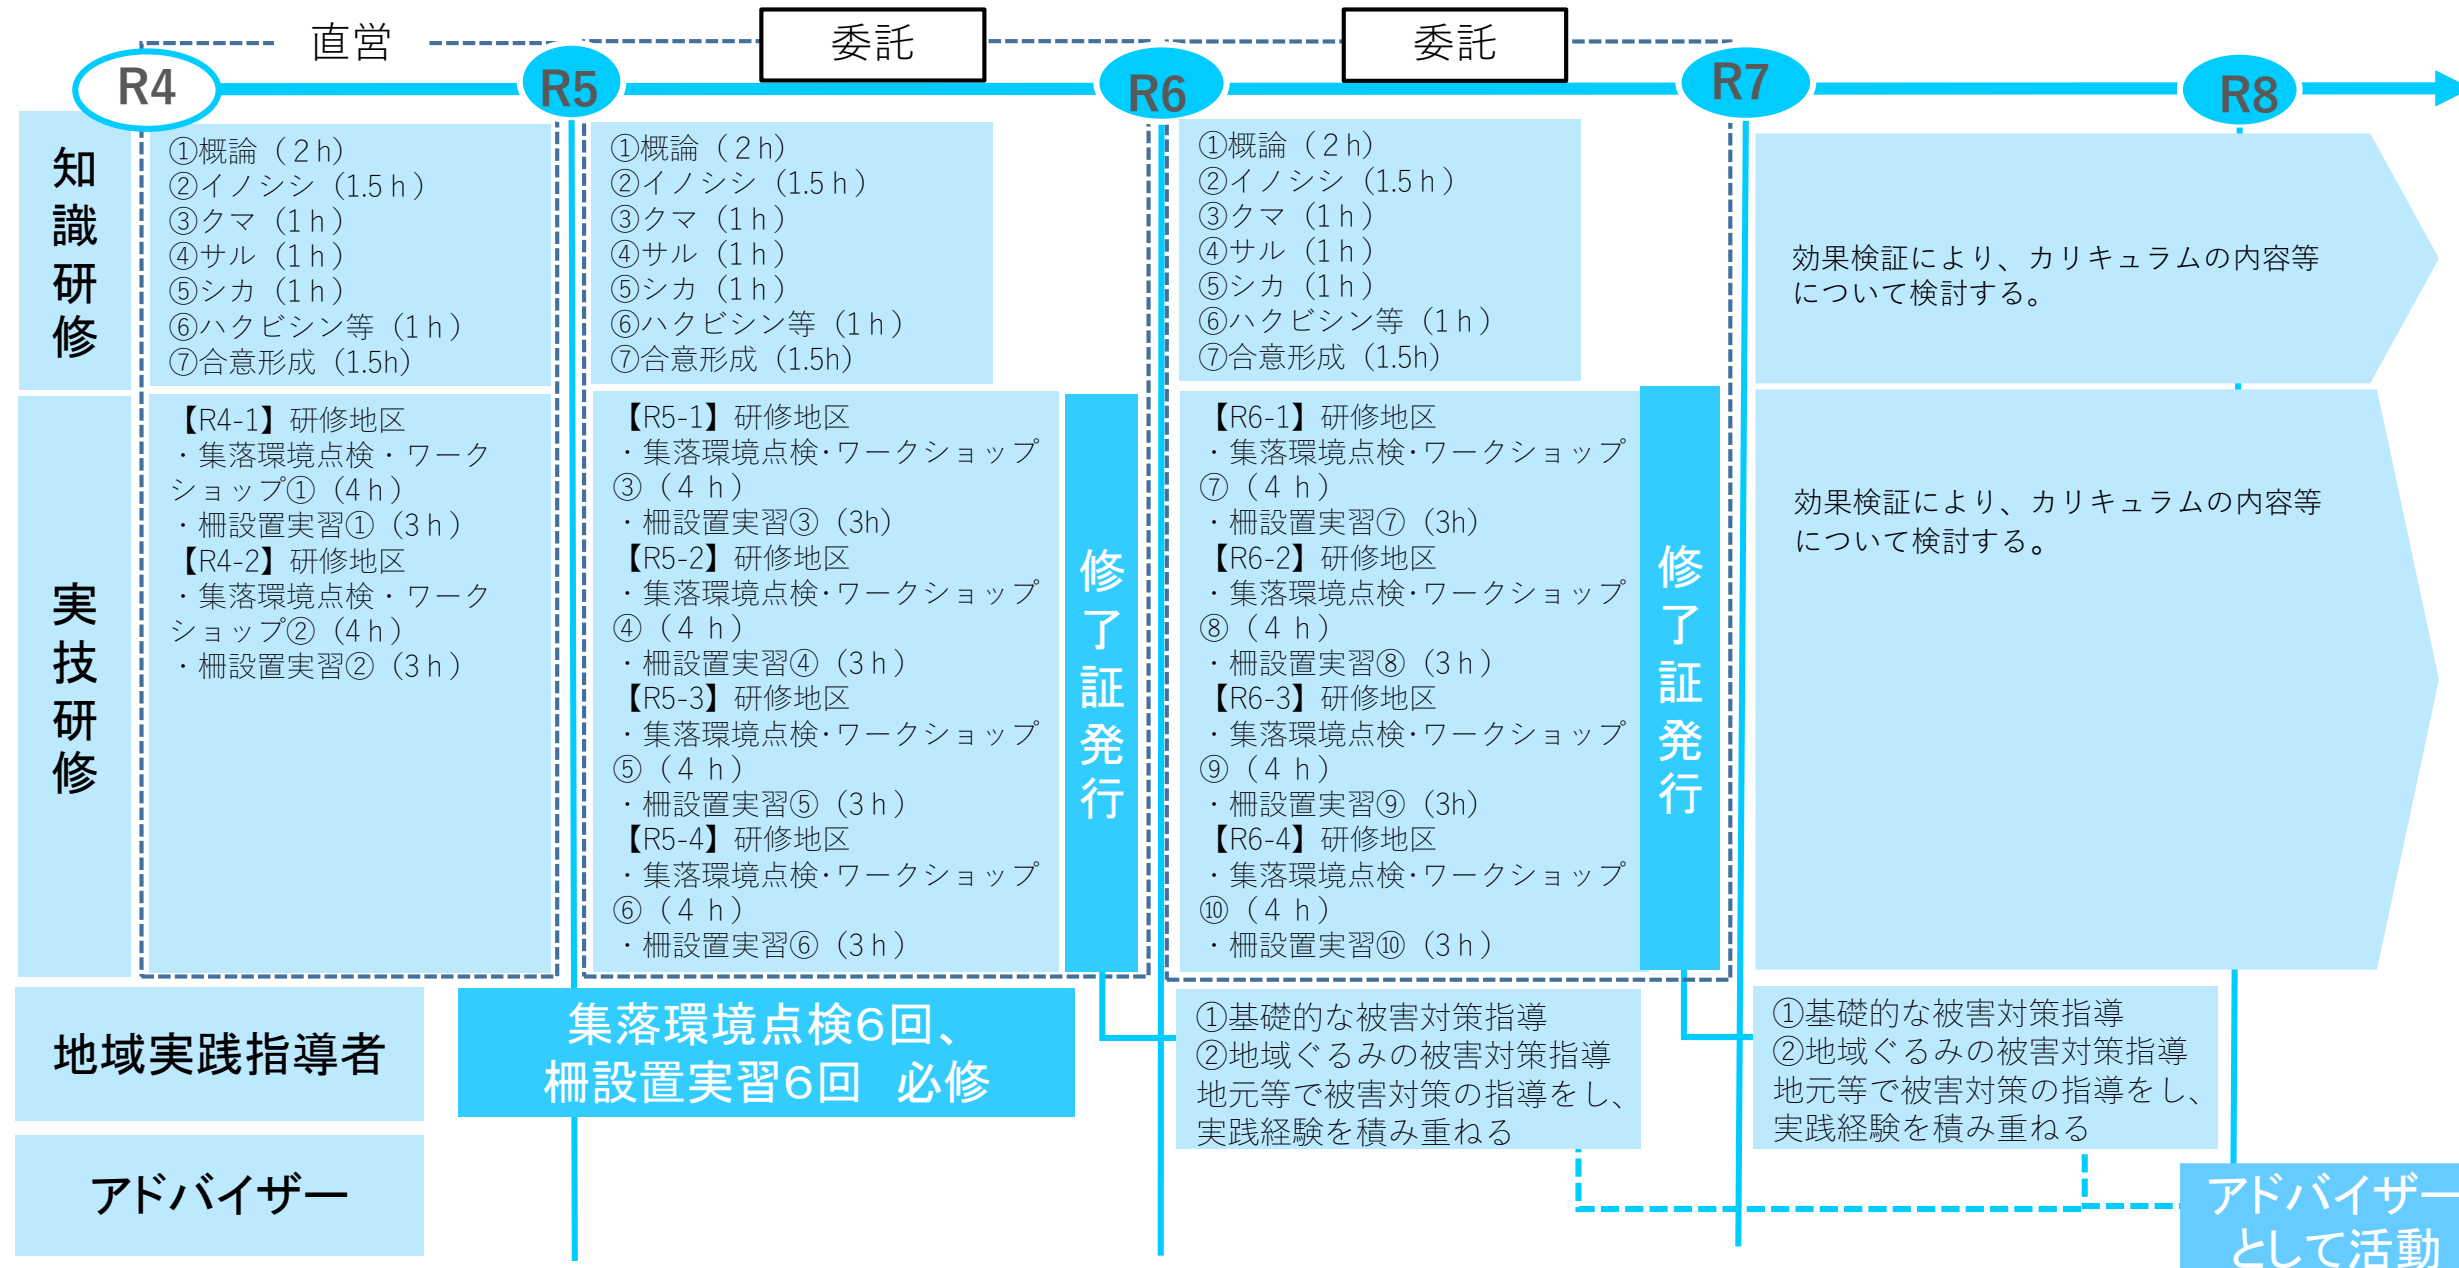 直営
委託
委託
R4
R5
R6
R7
R8
知識研修
①概論（２h)
②イノシシ（1.5ｈ）
③クマ（1ｈ）
④サル（1ｈ）
⑤シカ（1ｈ）
⑥ハクビシン等（1ｈ）
⑦合意形成（1.5h）
①概論（２h)
②イノシシ（1.5ｈ）
③クマ（1ｈ）
④サル（1ｈ）
⑤シカ（1ｈ）
⑥ハクビシン等（1ｈ）
⑦合意形成（1.5h）
①概論（２h)
②イノシシ（1.5ｈ）
③クマ（1ｈ）
④サル（1ｈ）
⑤シカ（1ｈ）
⑥ハクビシン等（1ｈ）
⑦合意形成（1.5h）
効果検証により、カリキュラムの内容等
について検討する。
実技研修
【R4-1】研修地区
・集落環境点検・ワーク
ショップ①（4ｈ）
・柵設置実習①（3ｈ）
【R4-2】研修地区
・集落環境点検・ワーク
ショップ②（4ｈ）
・柵設置実習②（3ｈ）
【R5-1】研修地区
・集落環境点検･ワークショップ
③（４ｈ）
・柵設置実習③（3h）
【R5-2】研修地区
・集落環境点検･ワークショップ
④（４ｈ）
・柵設置実習④（3ｈ）
【R5-3】研修地区
・集落環境点検･ワークショップ
⑤（４ｈ）
・柵設置実習⑤（3ｈ）
【R5-4】研修地区
・集落環境点検･ワークショップ
⑥（４ｈ）
・柵設置実習⑥（3ｈ）
修了証発行
【R6-1】研修地区
・集落環境点検･ワークショップ
⑦（４ｈ）
・柵設置実習⑦（3h）
【R6-2】研修地区
・集落環境点検･ワークショップ
⑧（４ｈ）
・柵設置実習⑧（3ｈ）
【R6-3】研修地区
・集落環境点検･ワークショップ
⑨（４ｈ）
・柵設置実習⑨（3h）
【R6-4】研修地区
・集落環境点検･ワークショップ
⑩（４ｈ）
・柵設置実習⑩（3ｈ）
修了証発行
効果検証により、カリキュラムの内容等
について検討する。
地域実践指導者
集落環境点検６回、
柵設置実習６回　必修
①基礎的な被害対策指導
②地域ぐるみの被害対策指導
地元等で被害対策の指導をし、
実践経験を積み重ねる
①基礎的な被害対策指導
②地域ぐるみの被害対策指導
地元等で被害対策の指導をし、
実践経験を積み重ねる
アドバイザー
アドバイザー
として活動